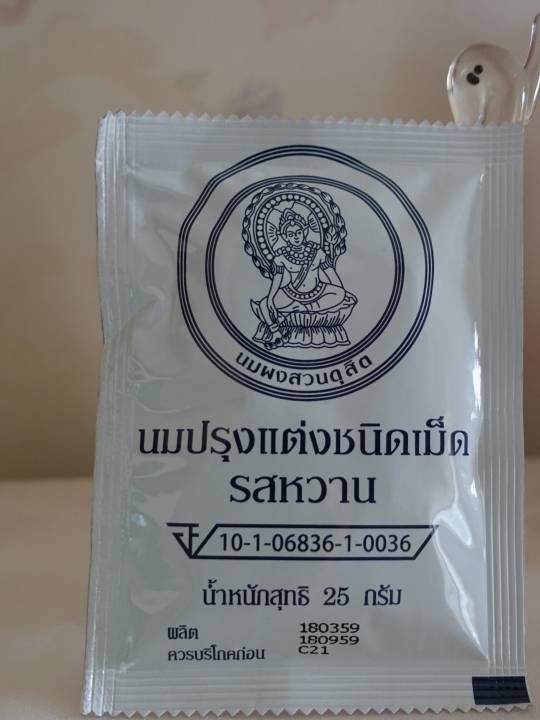 นมผงสวนดุสิต
นมปรุงแต่งชนิดเม็ด
รสหวาน
10-1-06836-1-0036
น้ำหนักสุทธิ 25 กรัม
ผลิต 180359
ควรบริโภคก่อน 180959
C21